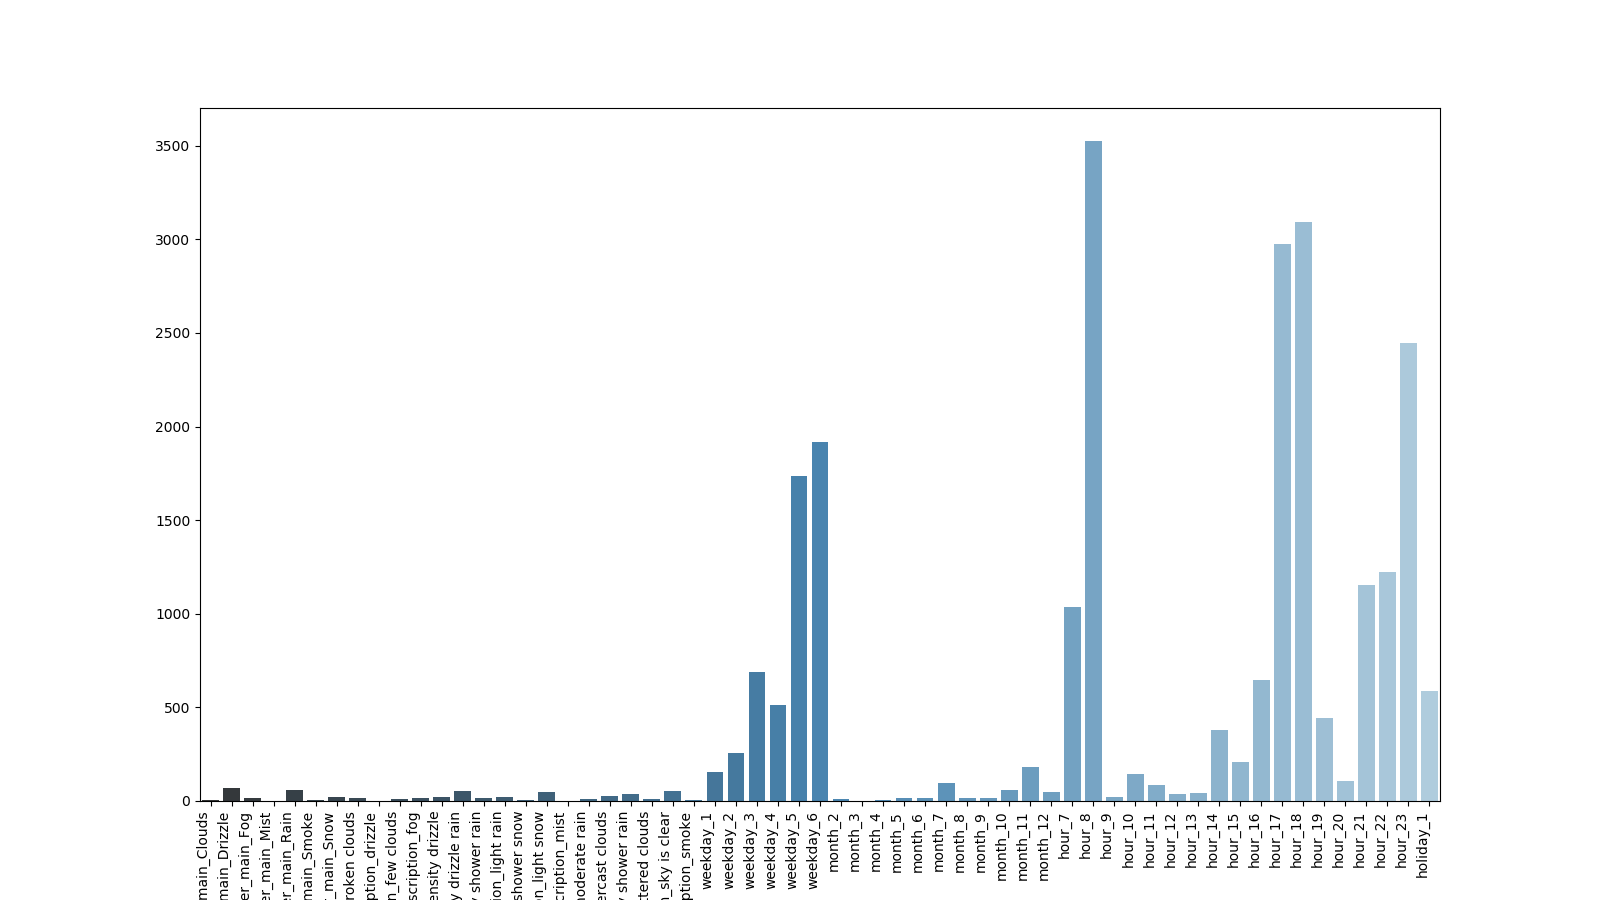 3500
3000
2500
2000
1500
1000
500
0
main_Clouds
main_Drizzle
er_main_Fog
er_main_Mist
er_main_Rain
main_Smoke
r_main_Snow
roken clouds
ption_drizzle
n_few clouds
scription_fog
ensity drizzle
y drizzle rain
y shower rain
ion_light rain
shower snow
on_light snow
cription_mist
moderate rain
ercast clouds
y shower rain
ttered clouds
n_sky is clear
ption_smoke
weekday_1
weekday_2
weekday_3
weekday_4
weekday_5
weekday_6
month_2
month_3
month_4
month_5
month_6
month_7
month_8
month_9
month_10
month_11
month_12
hour_7
hour_8
hour_9
hour_10
hour_11
hour_12
hour_13
hour_14
hour_15
hour_16
hour_17
hour_18
hour_19
hour_20
hour_21
hour_22
hour_23
holiday_1